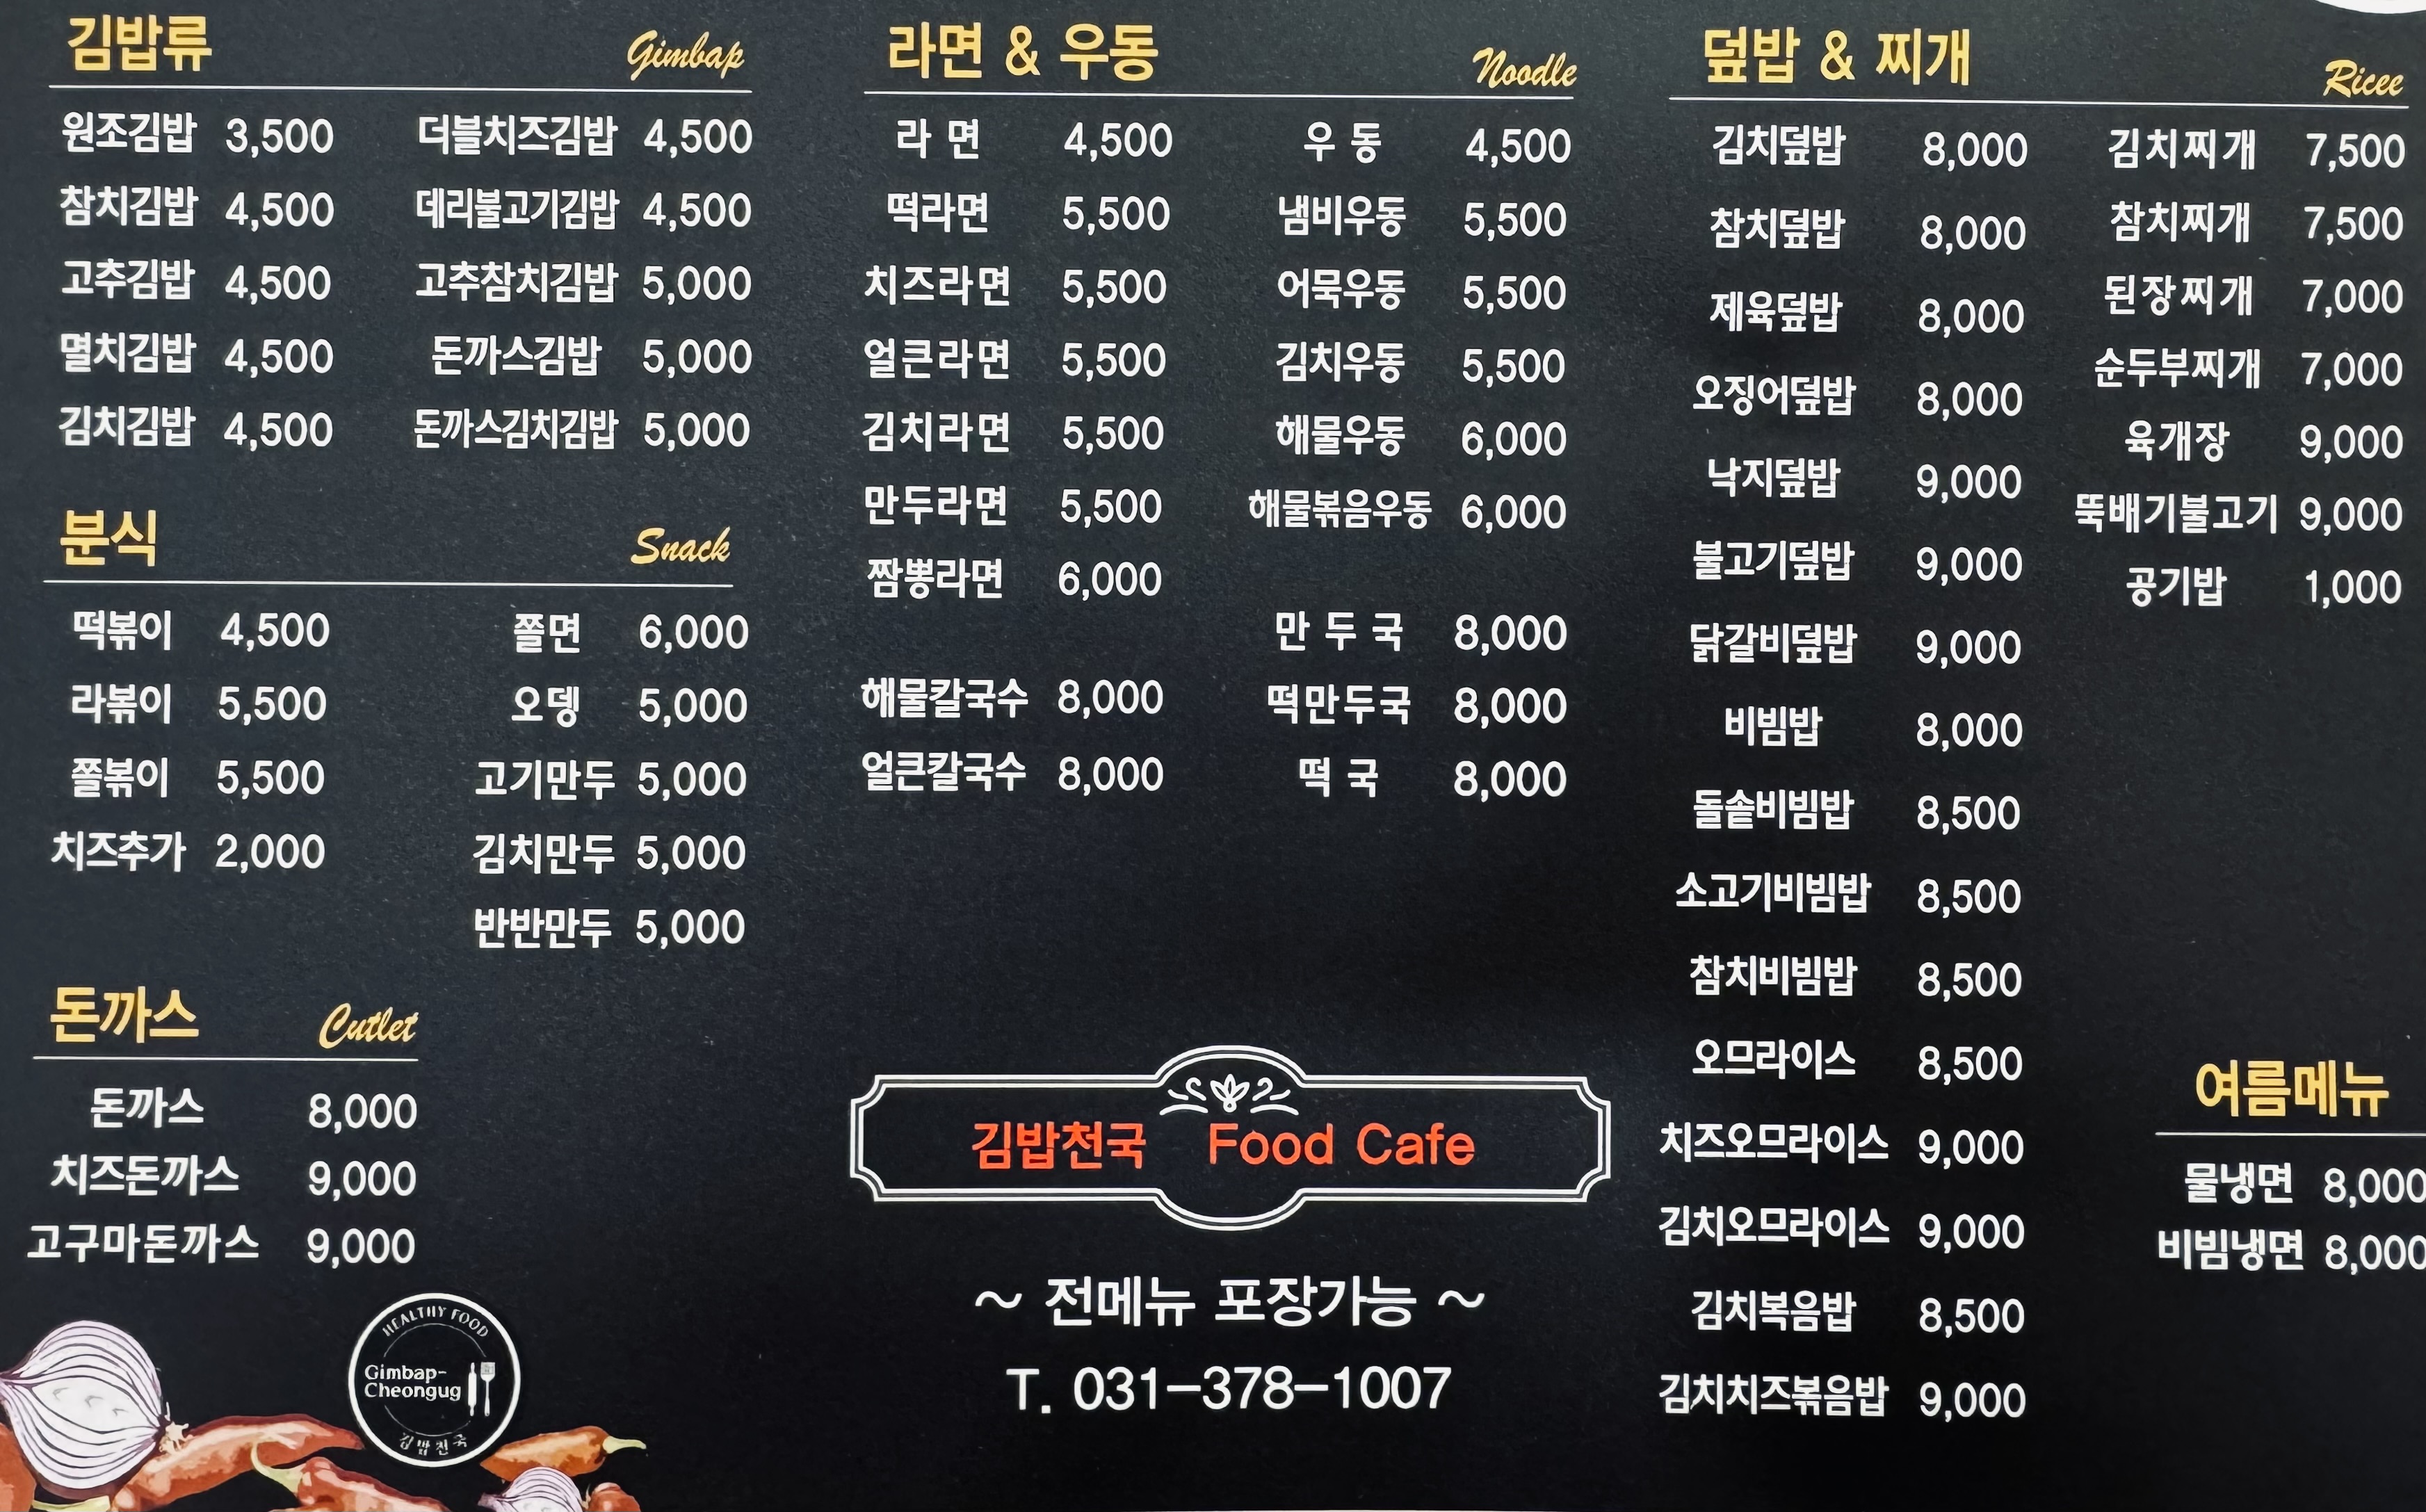 김밥류 Gimbap
원조김밥 3,500 더블치즈김밥 4,500
참치김밥 4,500 데리불고기김밥 4,500
고추김밥 4,500 고추참치김밥 5,000
멸치김밥 4,500 돈까스김밥 5,000
김치김밥 4,500 돈까스김치김밥 5,000
분식 Snack
떡볶이 4,500 쫄면 6,000
라볶이 5,500 오뎅 5,000
쫄볶이 5,500 고기만두 5,000
치즈추가 2,000 김치만두 5,000
반반만두 5,000
돈까스 Cutlet
돈까스 8,000
치즈돈까스 9,000
고구마돈까스 9,000
HEALTHY FOOD
Gimbap-
Cheongug
김밥천국
라면 & 우동 Noodle
라 면 4,500 우 동 4,500
떡라면 5,500 냄비우동 5,500
치즈라면 5,500 어묵우동 5,500
얼큰라면 5,500 김치우동 5,500
김치라면 5,500 해물우동 6,000
만두라면 5,500 해물볶음우동 6,000
짬뽕라면 6,000
만 두 국 8,000
해물칼국수 8,000 떡만두국 8,000
얼큰칼국수 8,000 떡 국 8,000
김밥천국 Food Cafe
~ 전메뉴 포장가능 ~
T. 031-378-1007
덮밥 & 찌개 Ricee
김치덮밥 8,000 김치찌개 7,500
참치덮밥 8,000 참치찌개 7,500
제육덮밥 8,000 된장찌개 7,000
오징어덮밥 8,000 순두부찌개 7,000
낙지덮밥 9,000 육개장 9,000
불고기덮밥 9,000 뚝배기불고기 9,000
닭갈비덮밥 9,000 공기밥 1,000
비빔밥 8,000
돌솥비빔밥 8,500
소고기비빔밥 8,500
참치비빔밥 8,500
오므라이스 8,500
치즈오므라이스 9,000
김치오므라이스 9,000
김치복음밥 8,500
김치치즈볶음밥 9,000
여름메뉴
물냉면 8,000
비빔냉면 8,000